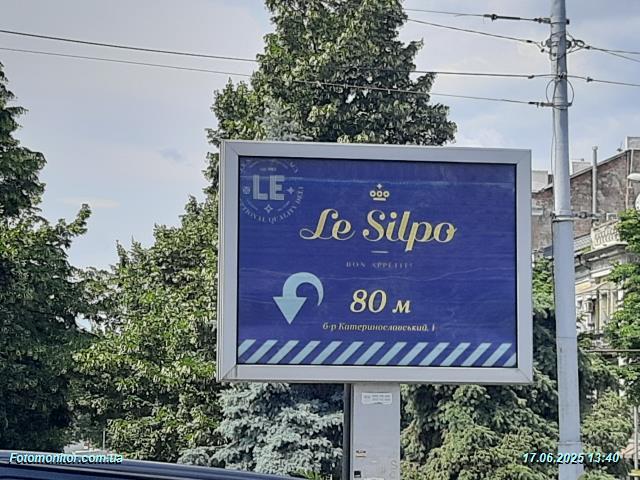 LE
Le Silpo
BON APPETIT!
80 м
б-р Катеринославський, 1
Fotomonitor.com.ua
17.06.2025 13:40